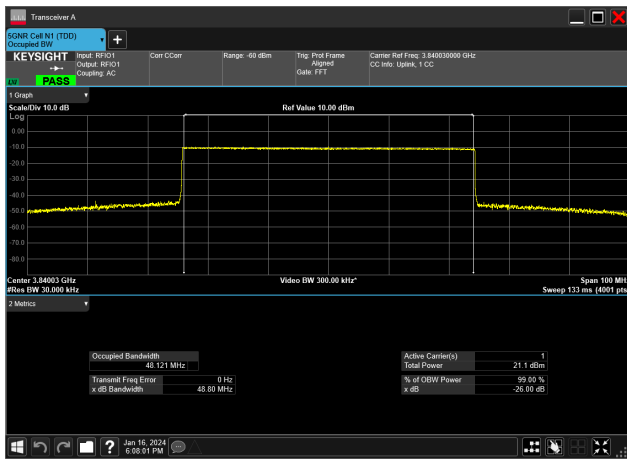 Transceiver A
5GNR Cell N1 (TDD)
Occupied BW
KEYSIGHT
PASS
Input: RFIO1
Output: RFIO1
Coupling: AC
Corr CCorr
Range: -60 dBm
Trig: Prot Frame
Aligned
Gate: FFT
Carrier Ref Freq: 3.840030000 GHz
CC Info: Uplink, 1 CC
1 Graph
Scale/Div 10.0 dB
Ref Value 10.00 dBm
Log
0.00
-10.0
-20.0
-30.0
-40.0
-50.0
-60.0
-70.0
-80.0
Center 3.84003 GHz
Video BW 300.00 kHz*
Span 100 MH
#Res BW 30.000 kHz
Sweep 133 ms (4001 pts
2 Metrics
Occupied Bandwidth
48.121 MHz
Transmit Freq Error 0 Hz
x dB Bandwidth 48.80 MHz
Active Carrier(s) 1
Total Power 21.1 dBm
% of OBW Power 99.00 %
x dB -26.00 dB
Jan 16, 2024
6:08:01 PM